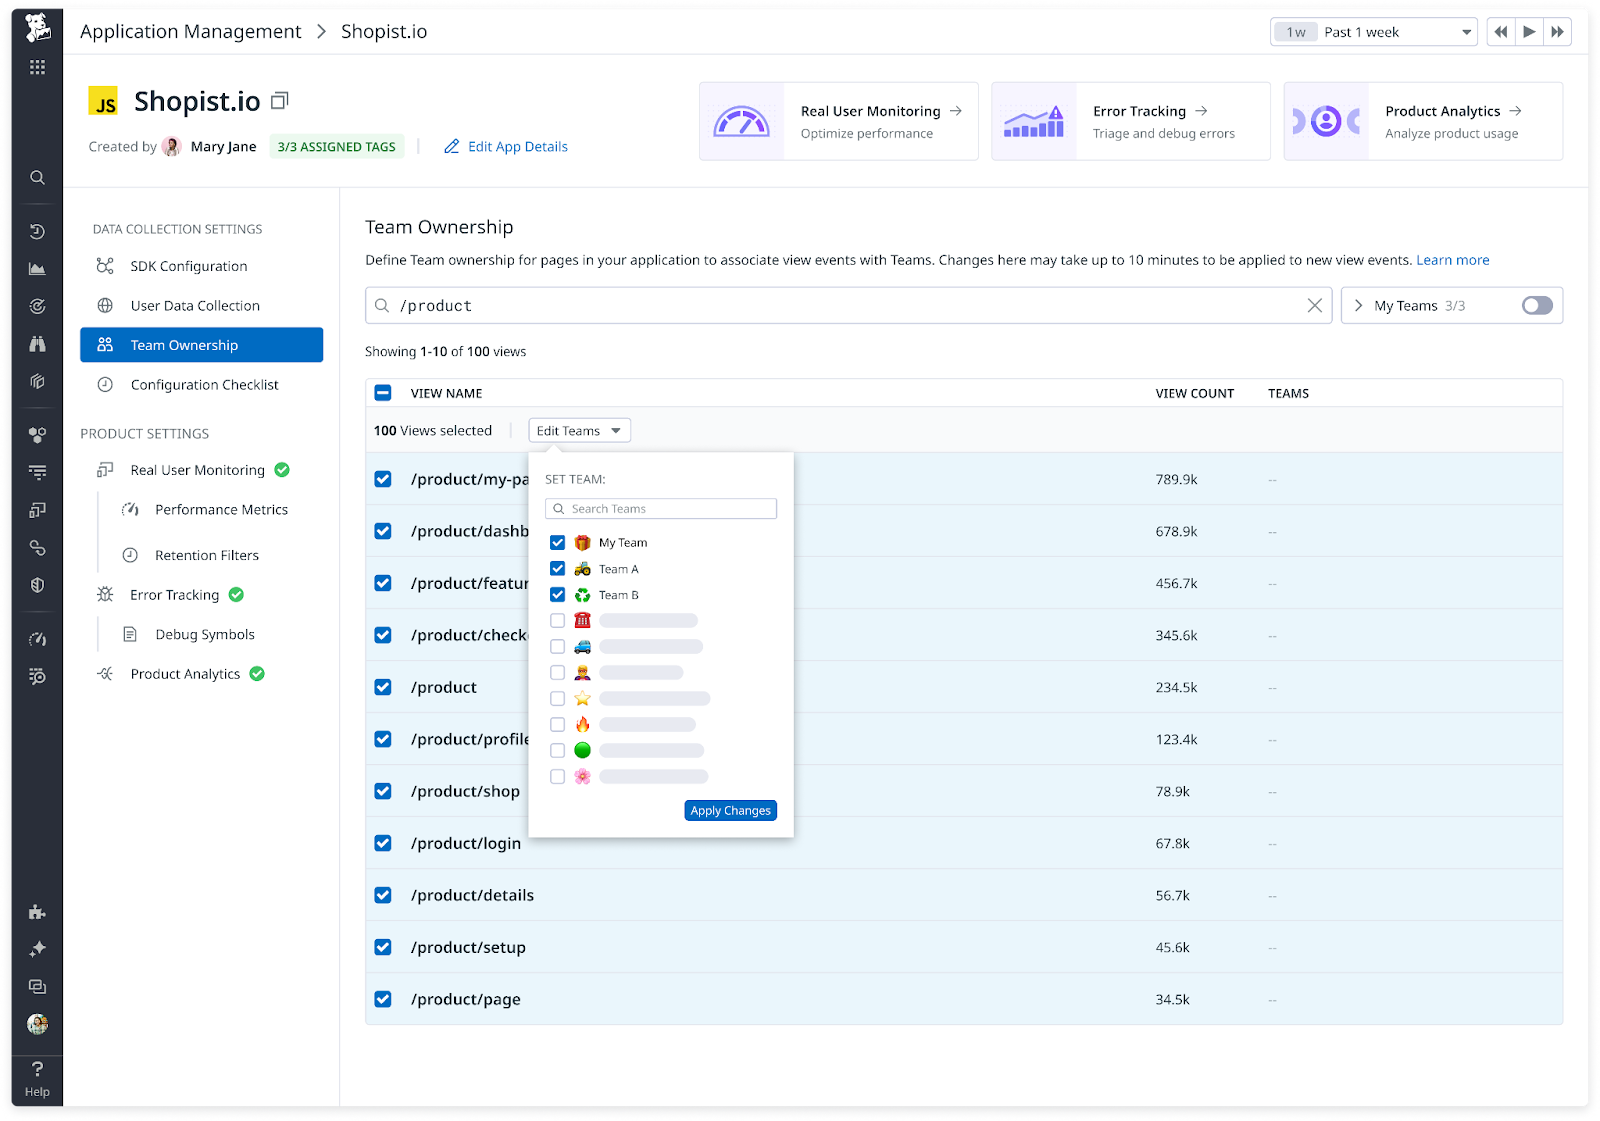 Application Management > Shopist.io
1w Past 1 week
JS Shopist.io
Created by Mary Jane 3/3 ASSIGNED TAGS Edit App Details
Real User Monitoring →
Optimize performance
Error Tracking →
Triage and debug errors
Product Analytics →
Analyze product usage
DATA COLLECTION SETTINGS
SDK Configuration
User Data Collection
Team Ownership
Configuration Checklist
PRODUCT SETTINGS
Real User Monitoring
Performance Metrics
Retention Filters
Error Tracking
Debug Symbols
Product Analytics
? Help
Team Ownership
Define Team ownership for pages in your application to associate view events with Teams. Changes here may take up to 10 minutes to be applied to new view events. Learn more
/product
My Teams 3/3
Showing 1-10 of 100 views
VIEW NAME VIEW COUNT TEAMS
100 Views selected Edit Teams
/product/my-pa 789.9k --
/product/dashb 678.9k --
/product/featur 456.7k --
/product/check 345.6k --
/product 234.5k --
/product/profile 123.4k --
/product/shop 78.9k --
/product/login 67.8k --
/product/details 56.7k --
/product/setup 45.6k --
/product/page 34.5k --
SET TEAM:
Search Teams
My Team
Team A
Team B
Apply Changes